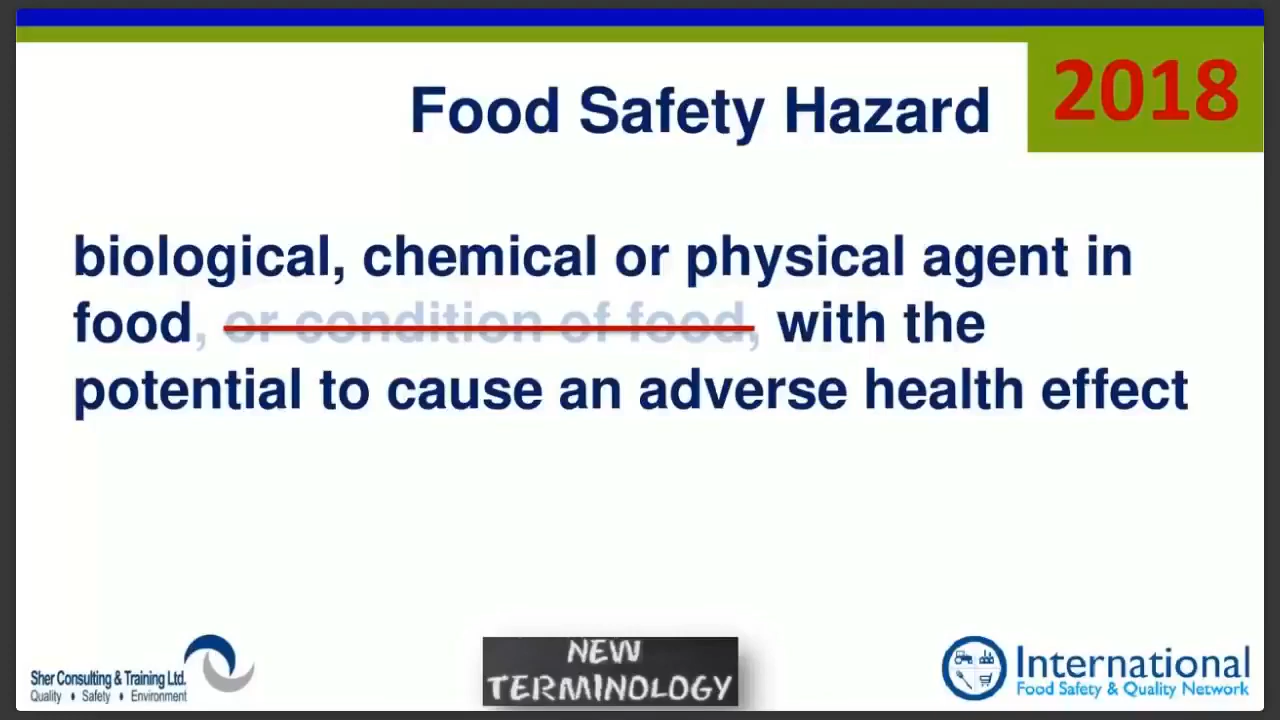 2018
Food Safety Hazard
biological, chemical or physical agent in
food, or condition of food, with the
potential to cause an adverse health effect
Sher Consulting & Training Ltd.
Quality • Safety • Environment
NEW
TERMINOLOGY
International
Food Safety & Quality Network